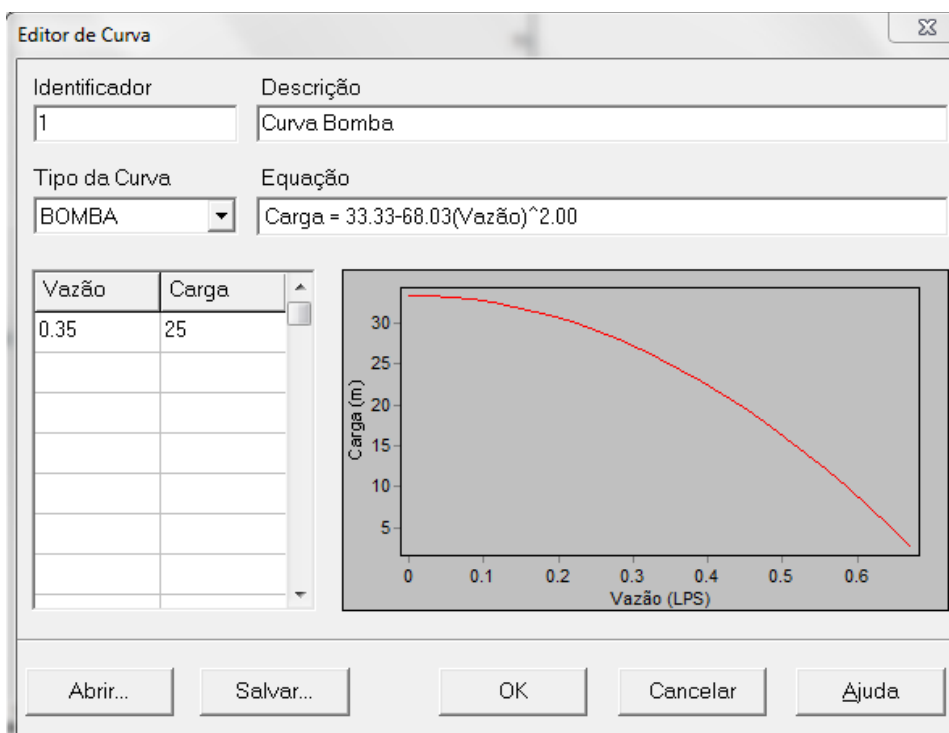 Editor de Curva
Identificador
Descrição
1
Curva Bomba
Tipo da Curva
Equação
BOMBA
Carga = 33.33-68.03(Vazão)^2.00
Vazão Carga
0.35 25
Carga (m)
30
25
20
15
10
5
0 0.1 0.2 0.3 0.4 0.5 0.6
Vazão (LPS)
Abrir...
Salvar...
OK
Cancelar
Ajuda